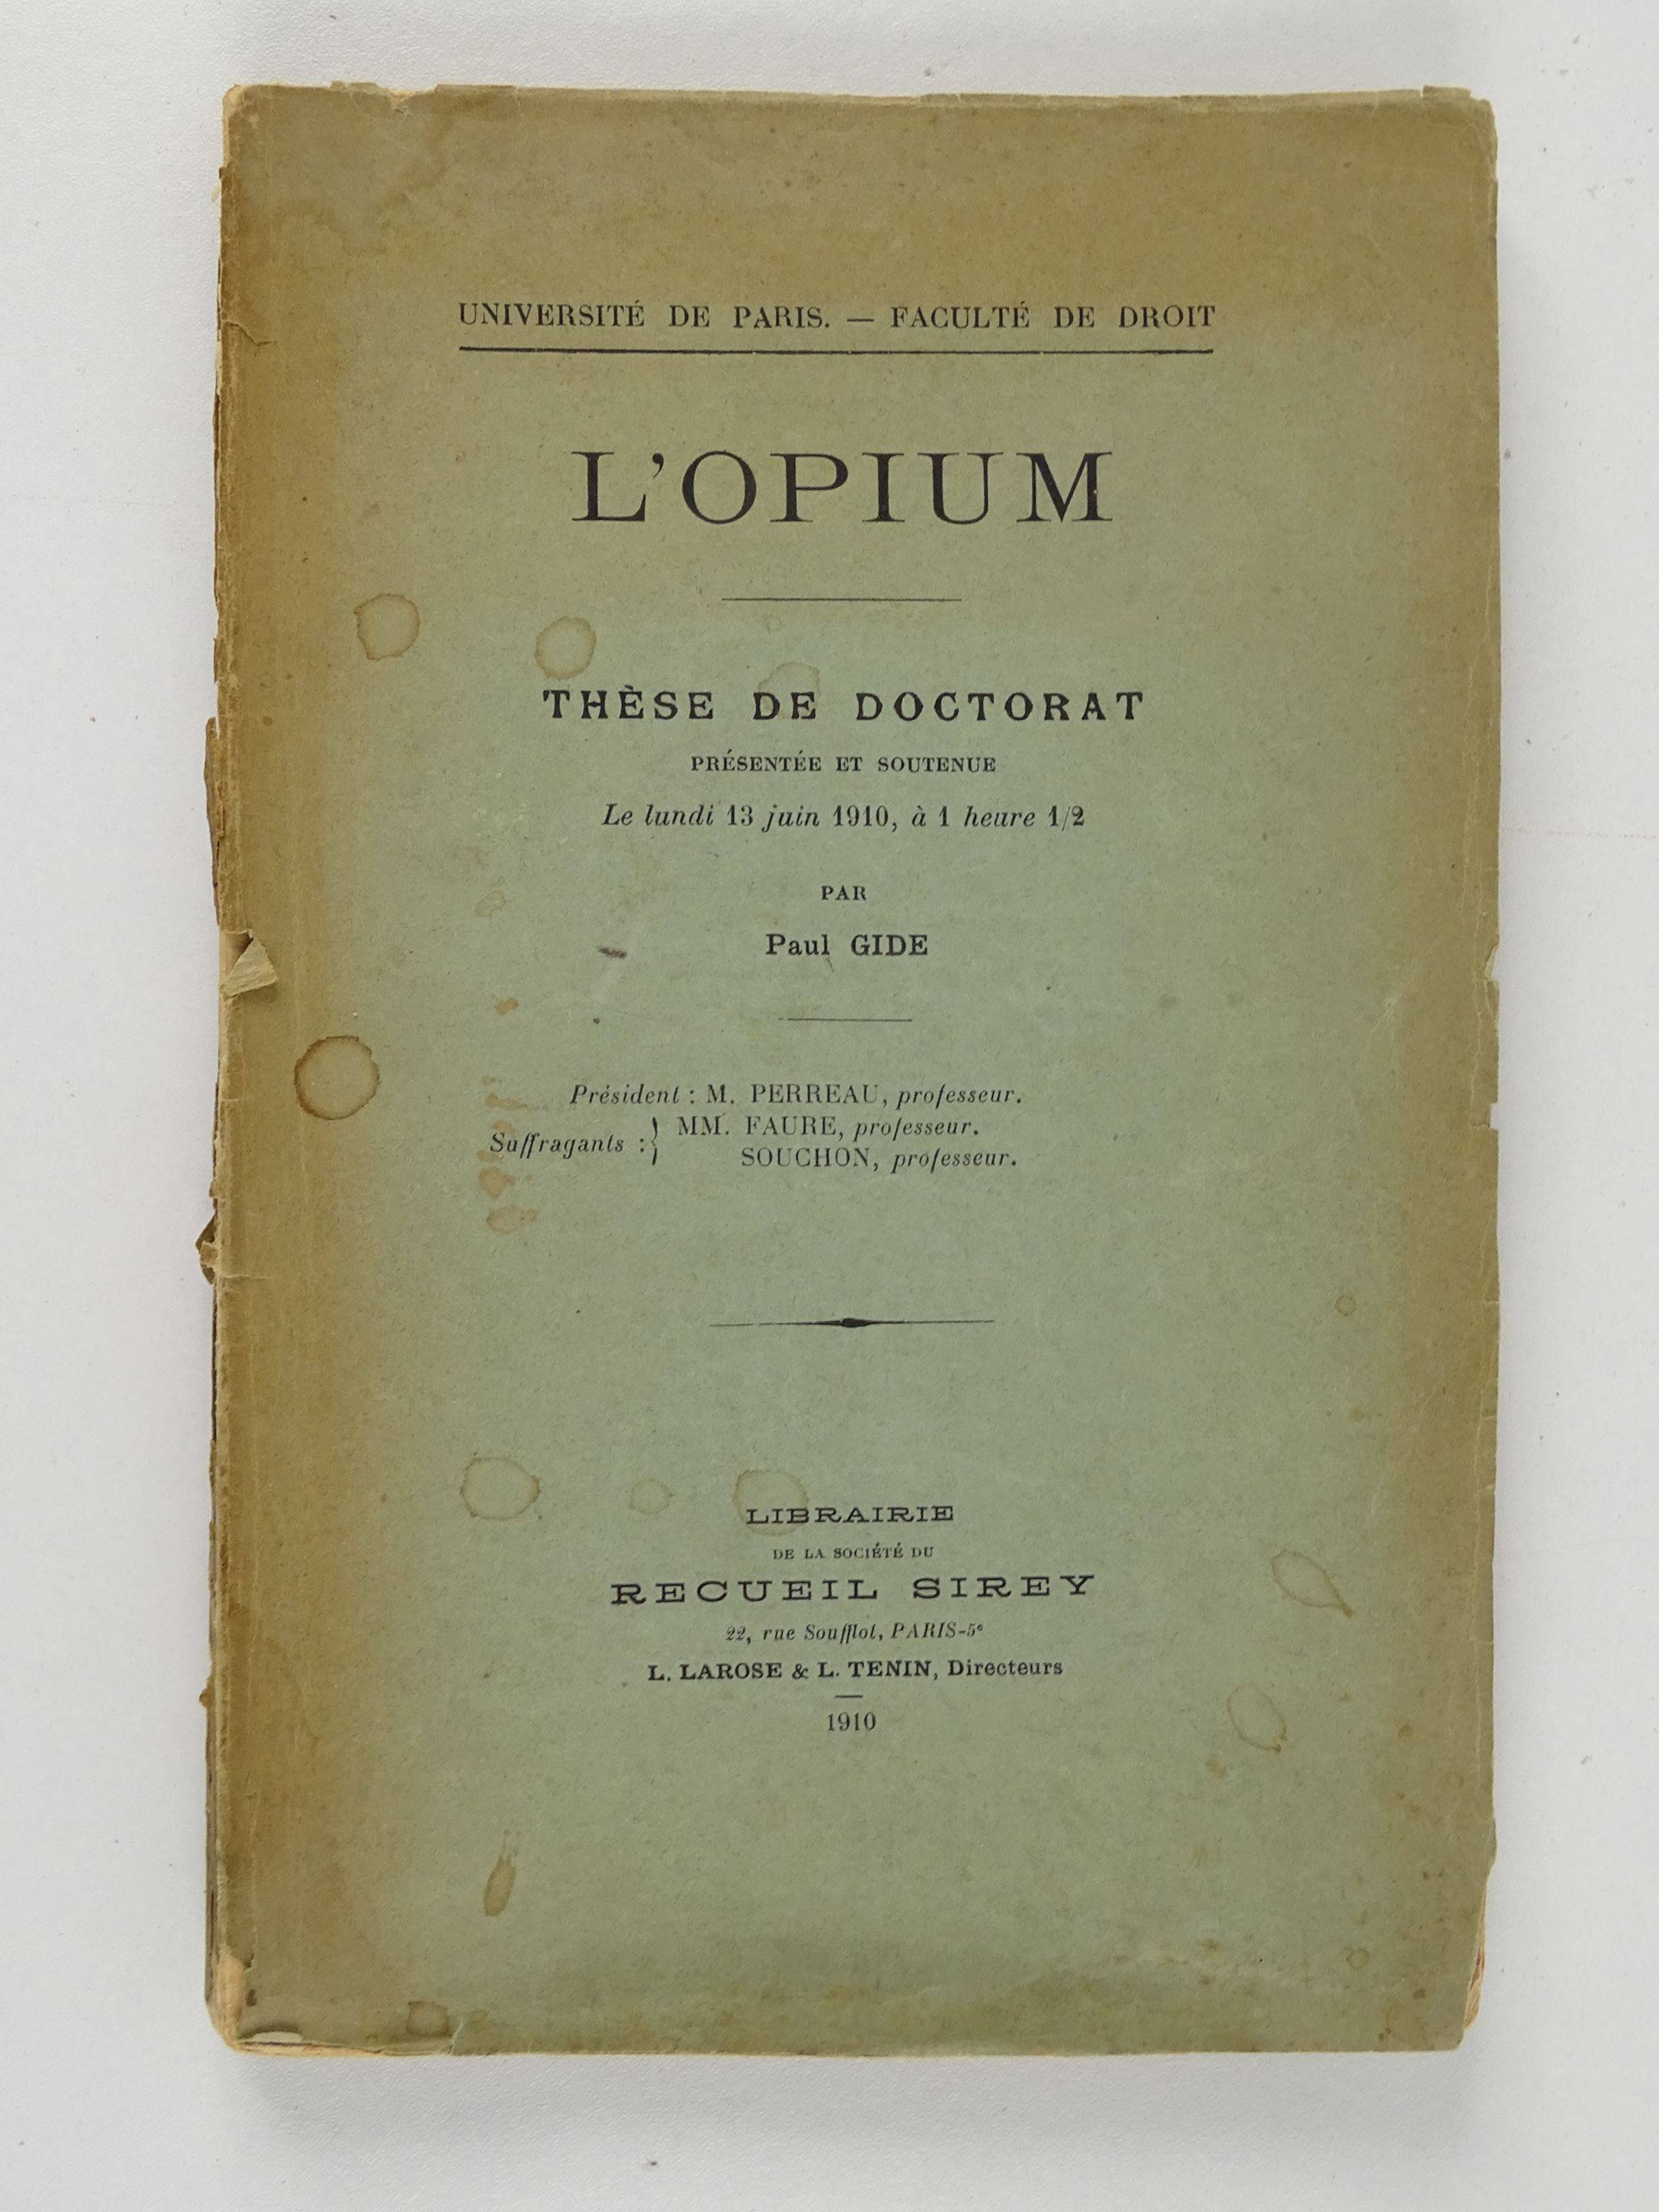 UNIVERSITÉ DE PARIS. — FACULTÉ DE DROIT
L'OPIUM
THÈSE DE DOCTORAT
PRÉSENTÉE ET SOUTENUE
Le lundi 13 juin 1910, à 1 heure 1/2
PAR
Paul GIDE
Président : M. PERREAU, professeur.
Suffragants : } MM. FAURE, professeur.
SOUCHON, professeur.
LIBRAIRIE
DE LA SOCIÉTÉ DU
RECUEIL SIREY
22, rue Soufflot, PARIS-5e
L. LAROSE & L. TENIN, Directeurs
1910